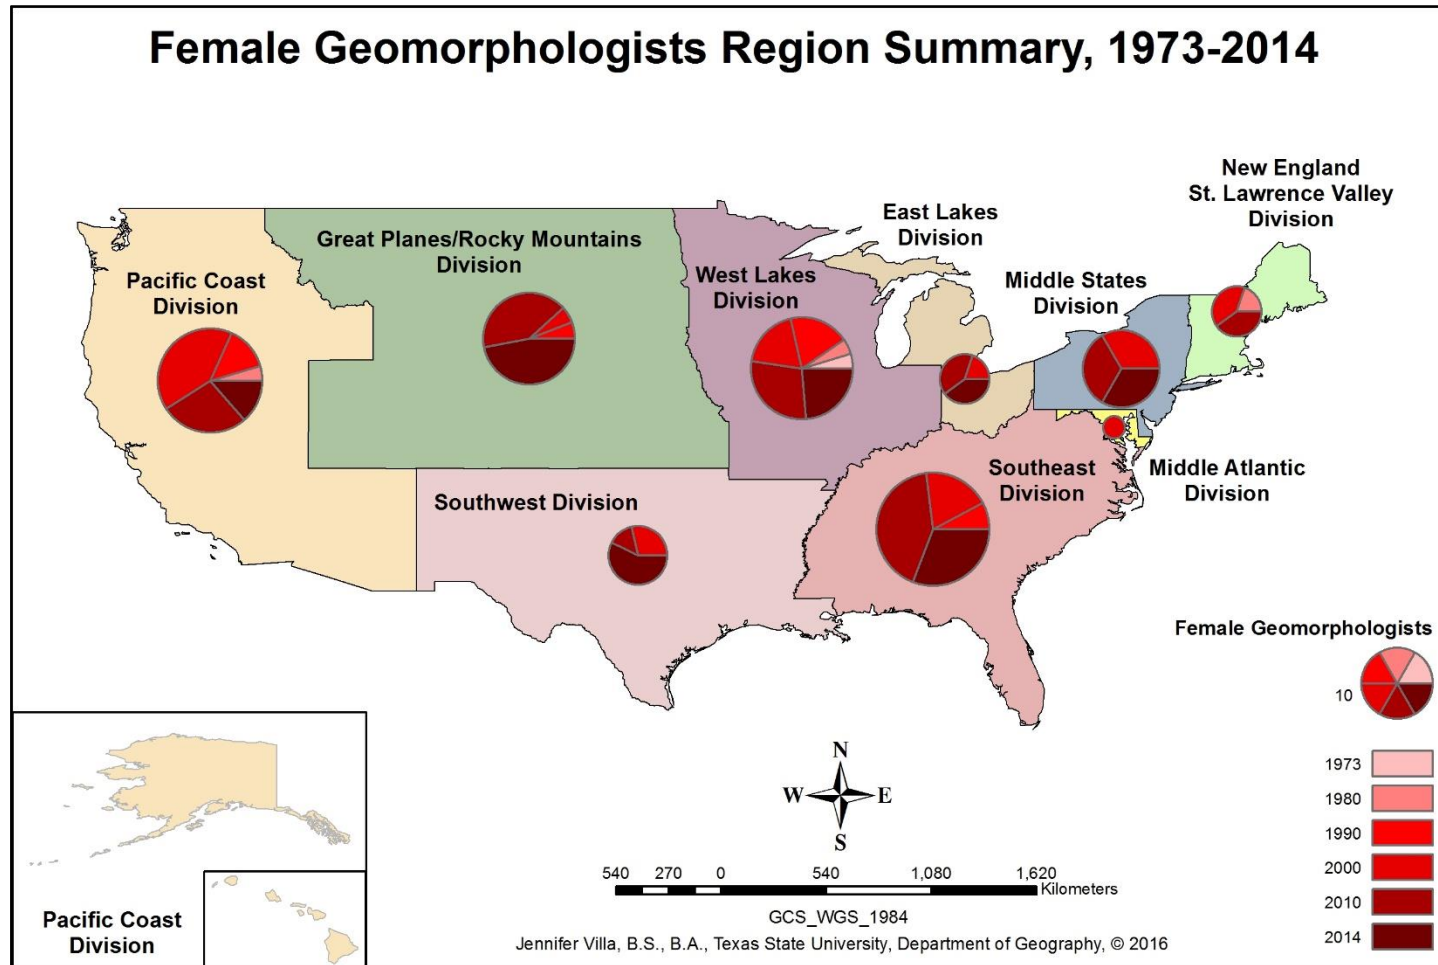 Female Geomorphologists Region Summary, 1973-2014
New England
St. Lawrence Valley
Division
East Lakes
Division
Great Planes/Rocky Mountains
Division
West Lakes
Division
Middle States
Division
Pacific Coast
Division
Southeast
Division
Middle Atlantic
Division
Southwest Division
Female Geomorphologists
10
1973
1980
1990
2000
2010
2014
N
W E
S
540 270 0 540 1,080 1,620
Kilometers
GCS_WGS_1984
Jennifer Villa, B.S., B.A., Texas State University, Department of Geography, © 2016
Pacific Coast
Division